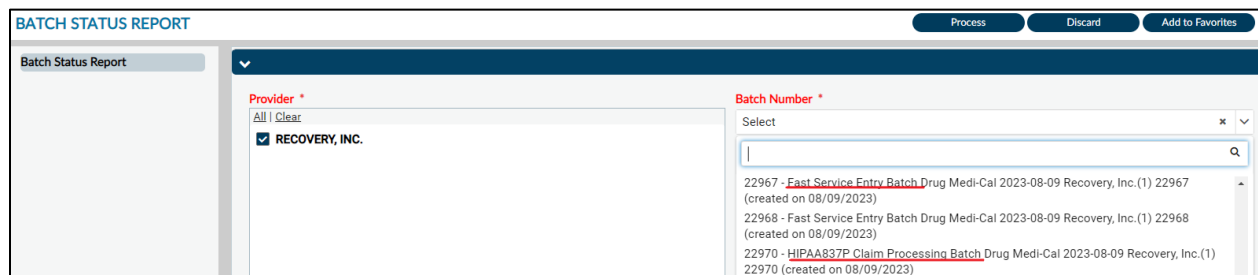 BATCH STATUS REPORT
Process
Discard
Add to Favorites
Batch Status Report
Provider *
All | Clear
RECOVERY, INC.
Batch Number *
Select
22967 - Fast Service Entry Batch Drug Medi-Cal 2023-08-09 Recovery, Inc.(1) 22967
(created on 08/09/2023)
22968 - Fast Service Entry Batch Drug Medi-Cal 2023-08-09 Recovery, Inc.(1) 22968
(created on 08/09/2023)
22970 - HIPAA837P Claim Processing Batch Drug Medi-Cal 2023-08-09 Recovery, Inc.(1)
22970 (created on 08/09/2023)